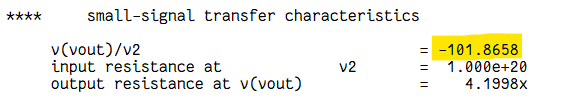 **** small-signal transfer characteristics
v(vout)/v2 = -101.8658
input resistance at v2 = 1.000e+20
output resistance at v(vout) = 4.1998x